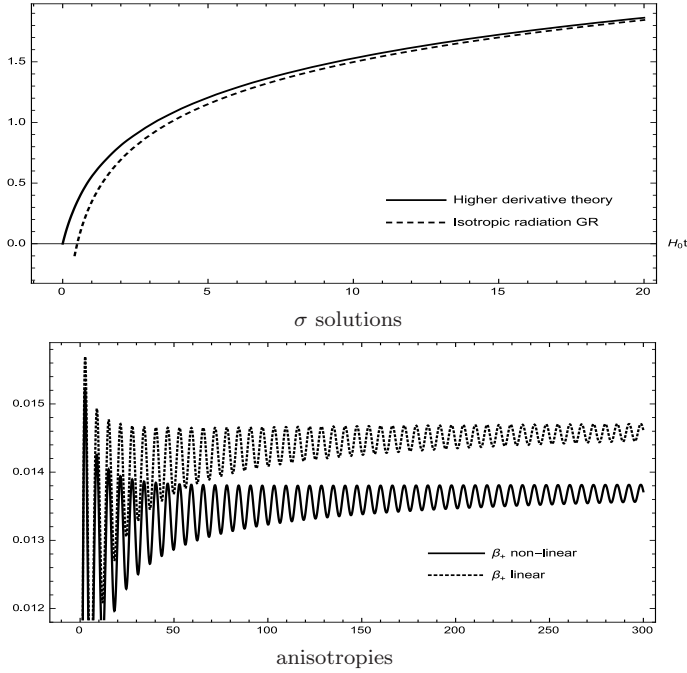 1.5
1.0
0.5
0.0
Higher derivative theory
Isotropic radiation GR
H₀t
0 5 10 15 20
σ solutions
0.015
0.014
0.013
0.012
β₊ non-linear
β₊ linear
0 50 100 150 200 250 300
anisotropies